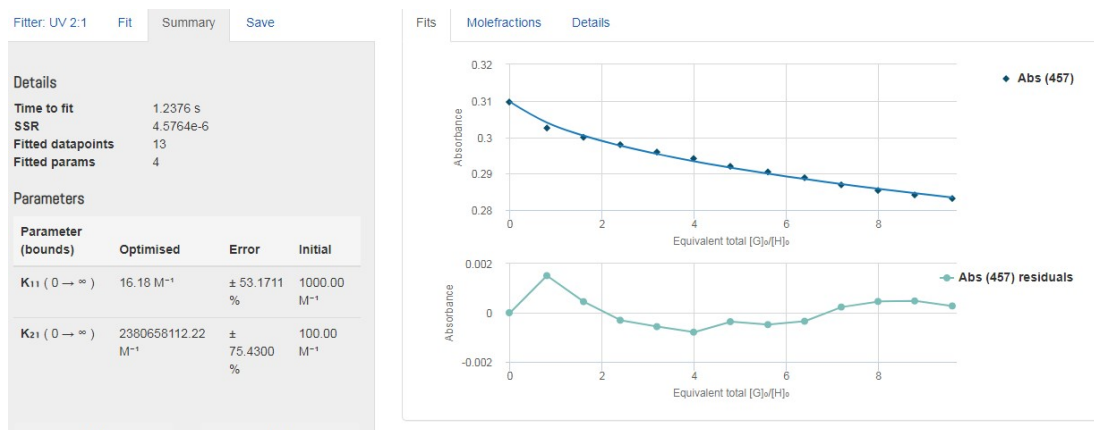 Fitter: UV 2:1 Fit Summary Save
Details
Time to fit 1.2376 s
SSR 4.5764e-6
Fitted datapoints 13
Fitted params 4
Parameters
Parameter
(bounds) Optimised Error Initial
K₁₁ ( 0 → ∞ ) 16.18 M⁻¹ ± 53.1711
% 1000.00
M⁻¹
K₂₁ ( 0 → ∞ ) 2380658112.22
M⁻¹ ±
75.4300
% 100.00
M⁻¹
Fits Molefractions Details
0.32
0.31
0.3
0.29
0.28
Absorbance
0 2 4 6 8
Equivalent total [G]₀/[H]₀
Abs (457)
0.002
0
-0.002
Absorbance
0 2 4 6 8
Equivalent total [G]₀/[H]₀
Abs (457) residuals